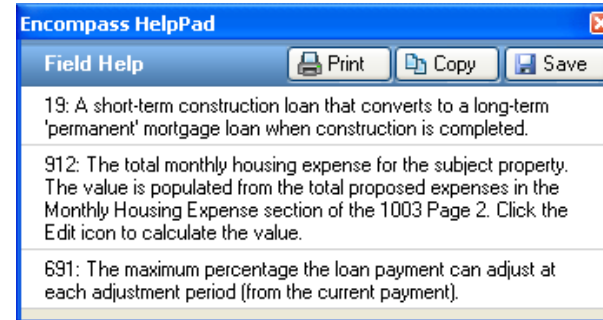 Encompass HelpPad
Field Help Print Copy Save
19: A short-term construction loan that converts to a long-term
'permanent' mortgage loan when construction is completed.
912: The total monthly housing expense for the subject property.
The value is populated from the total proposed expenses in the
Monthly Housing Expense section of the 1003 Page 2. Click the
Edit icon to calculate the value.
691: The maximum percentage the loan payment can adjust at
each adjustment period (from the current payment).